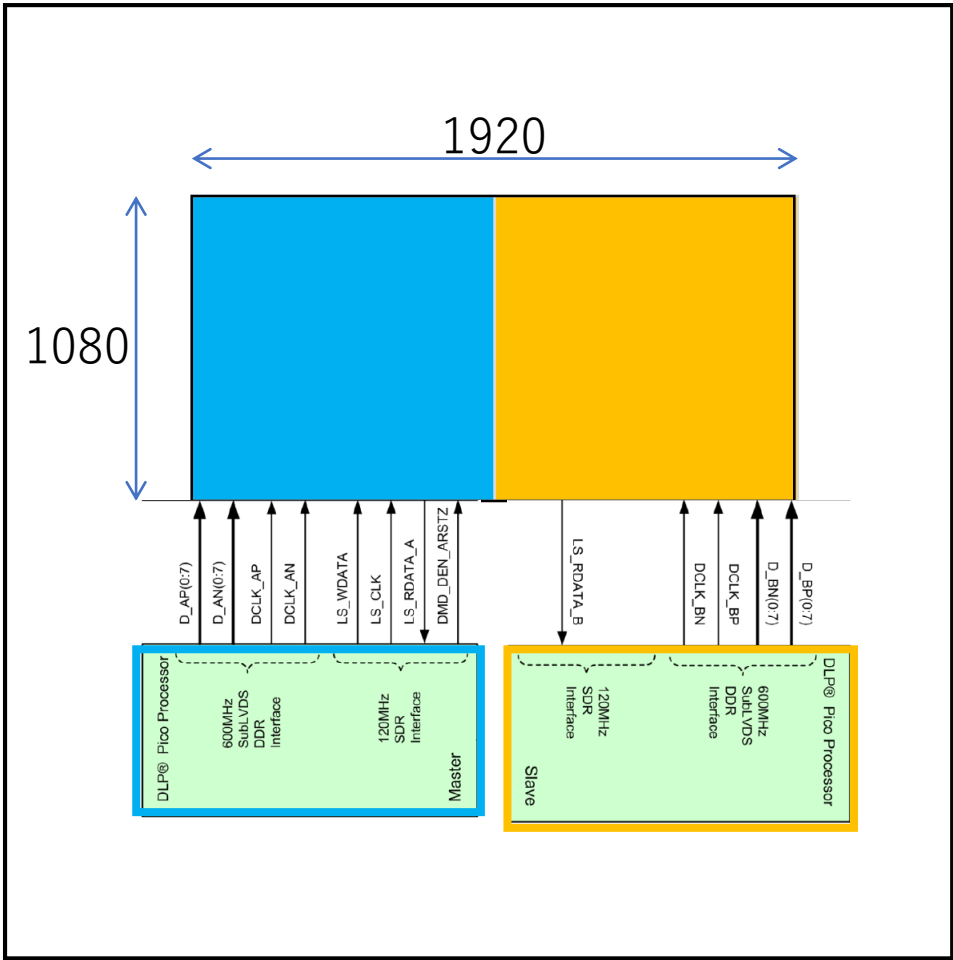 1920
1080
D_AP(0:7)
D_AN(0:7)
DCLK_AP
DCLK_AN
LS_WDATA
LS_CLK
LS_RDATA_A
DMD_DEN_ARSTZ
LS_RDATA_B
DCLK_BN
DCLK_BP
D_BN(0:7)
D_BP(0:7)
DLP® Pico Processor
600MHz
SubLVDS
DDR
Interface
120MHz
SDR
Interface
Master
Slave
120MHz
SDR
Interface
600MHz
SubLVDS
DDR
Interface
DLP® Pico Processor